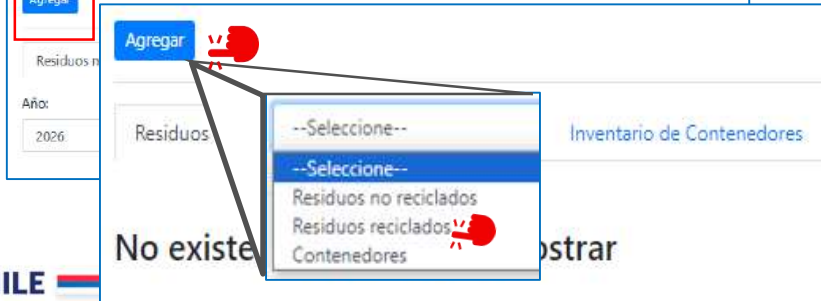 Agregar
Residuos n
Año:
2026
Agregar
Residuos
--Seleccione--
Inventario de Contenedores
--Seleccione--
Residuos no reciclados
Residuos reciclados
Contenedores
No existe
ostrar
ILE